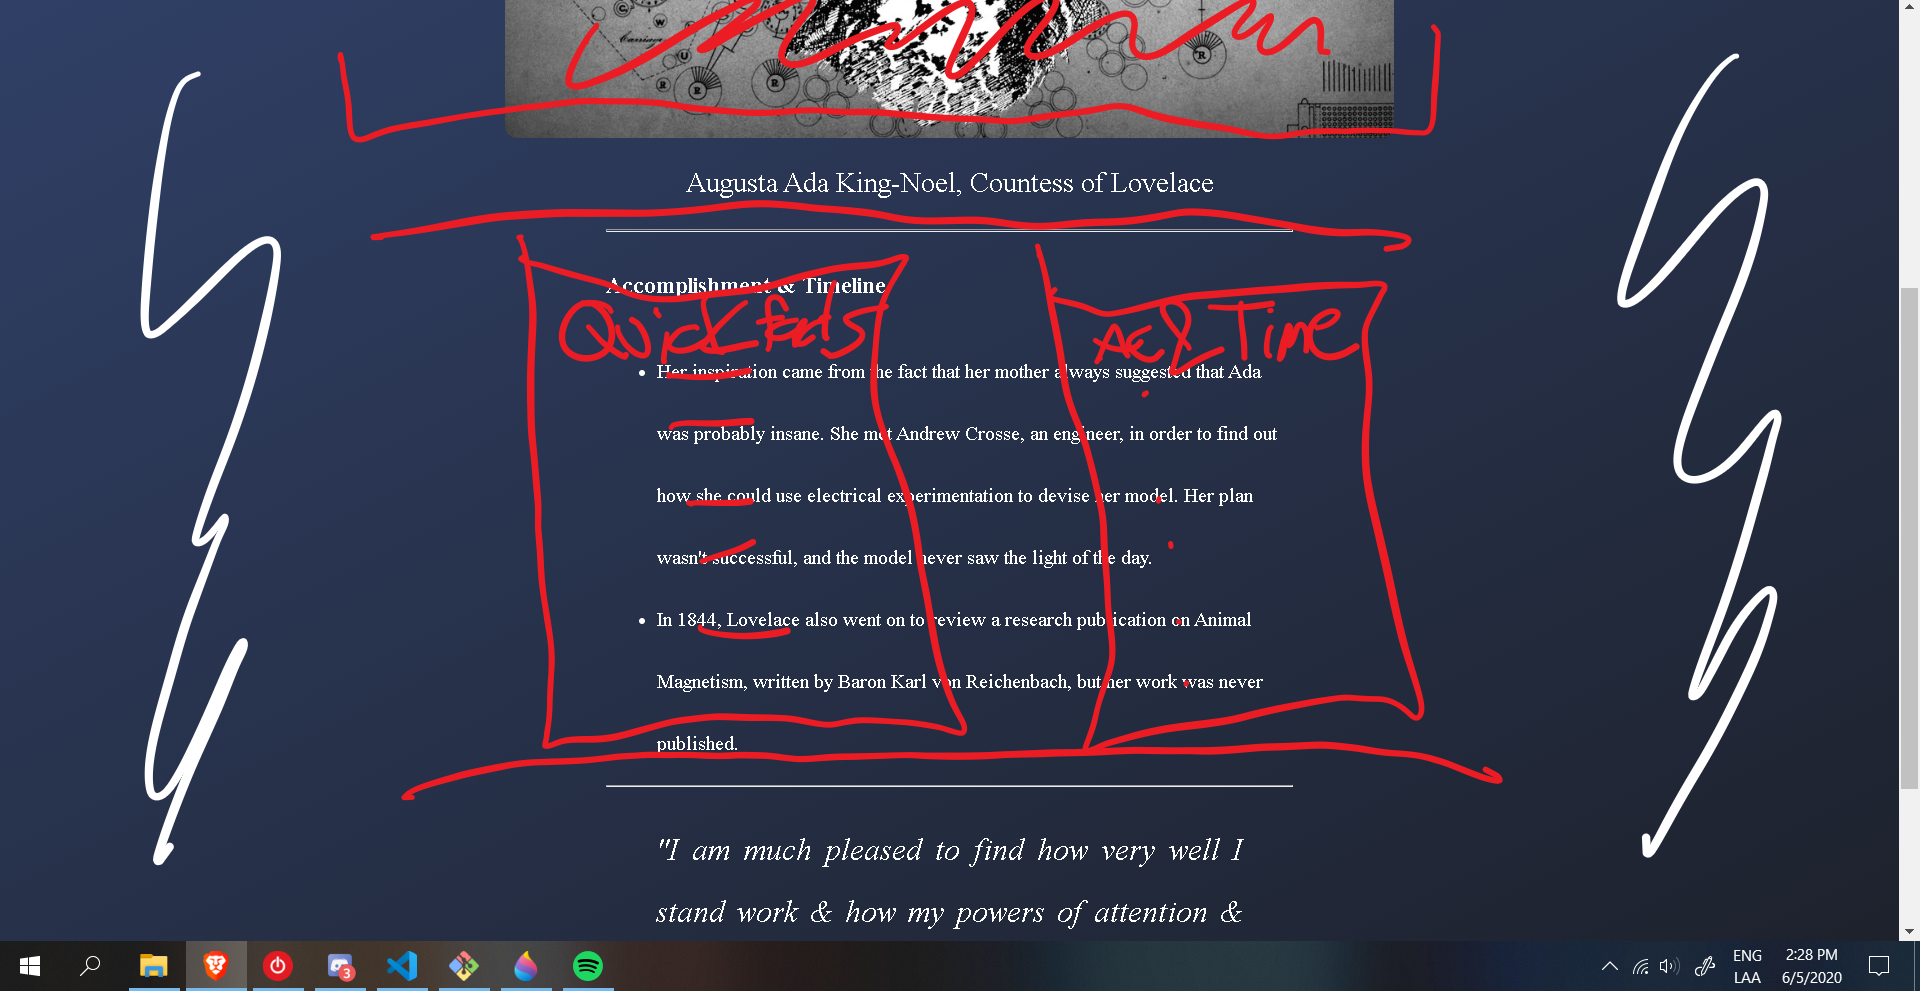 Carriage
Augusta Ada King-Noel, Countess of Lovelace
Accomplishment & Timeline
Quick facts
AC & Time
Her inspiration came from the fact that her mother always suggested that Ada
was probably insane. She met Andrew Crosse, an engineer, in order to find out
how she could use electrical experimentation to devise her model. Her plan
wasn't successful, and the model never saw the light of the day.
In 1844, Lovelace also went on to review a research publication on Animal
Magnetism, written by Baron Karl von Reichenbach, but her work was never
published.
"I am much pleased to find how very well I
stand work & how my powers of attention &
3
ENG
LAA
2:28 PM
6/5/2020